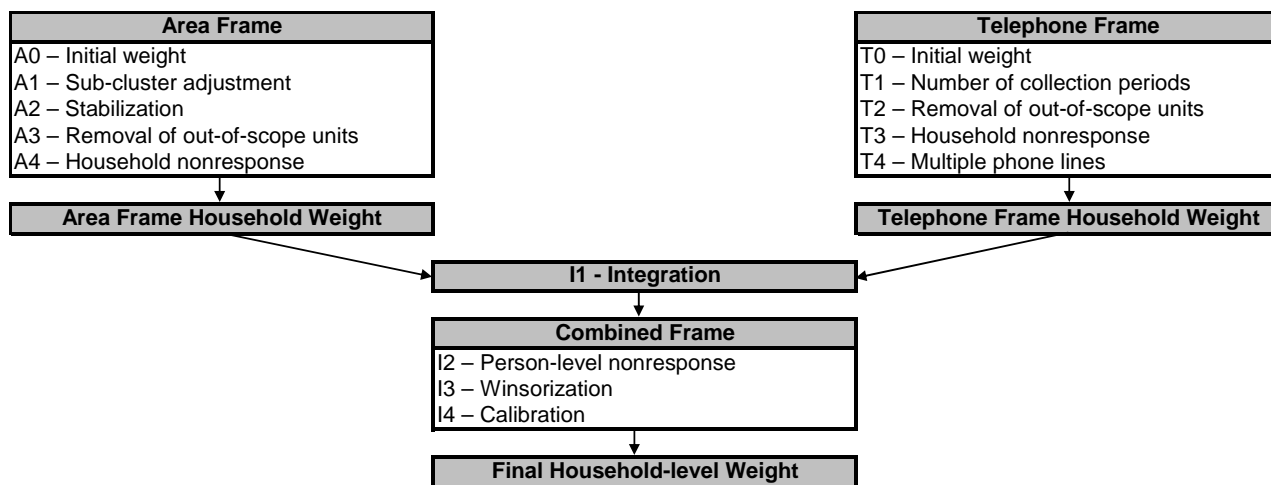 Area Frame
A0 – Initial weight
A1 – Sub-cluster adjustment
A2 – Stabilization
A3 – Removal of out-of-scope units
A4 – Household nonresponse
Area Frame Household Weight
Telephone Frame
T0 – Initial weight
T1 – Number of collection periods
T2 – Removal of out-of-scope units
T3 – Household nonresponse
T4 – Multiple phone lines
Telephone Frame Household Weight
I1 - Integration
Combined Frame
I2 – Person-level nonresponse
I3 – Winsorization
I4 – Calibration
Final Household-level Weight